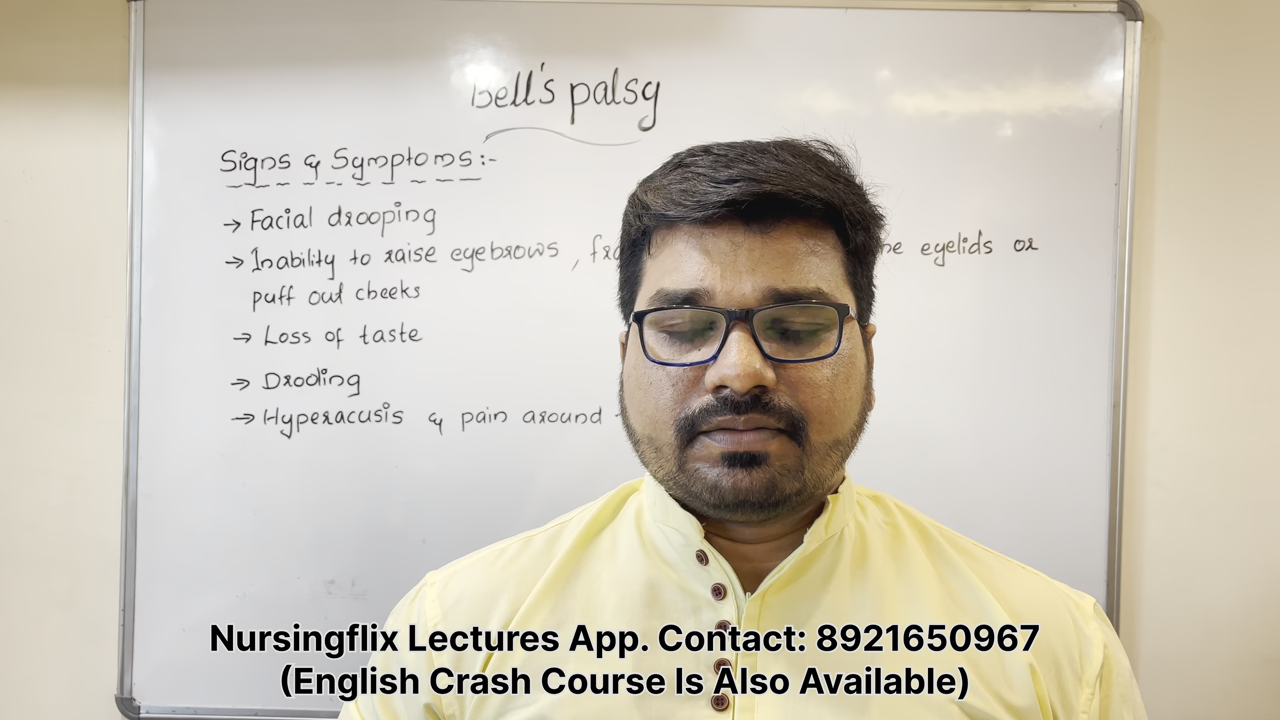 Bell's palsy
Signs & Symptoms:-
→ Facial drooping
→ Inability to raise eyebrows, eyelids or
puff out cheeks
→ Loss of taste
→ Drooling
→ Hyperacusis & pain around
Nursingflix Lectures App. Contact: 8921650967
(English Crash Course Is Also Available)